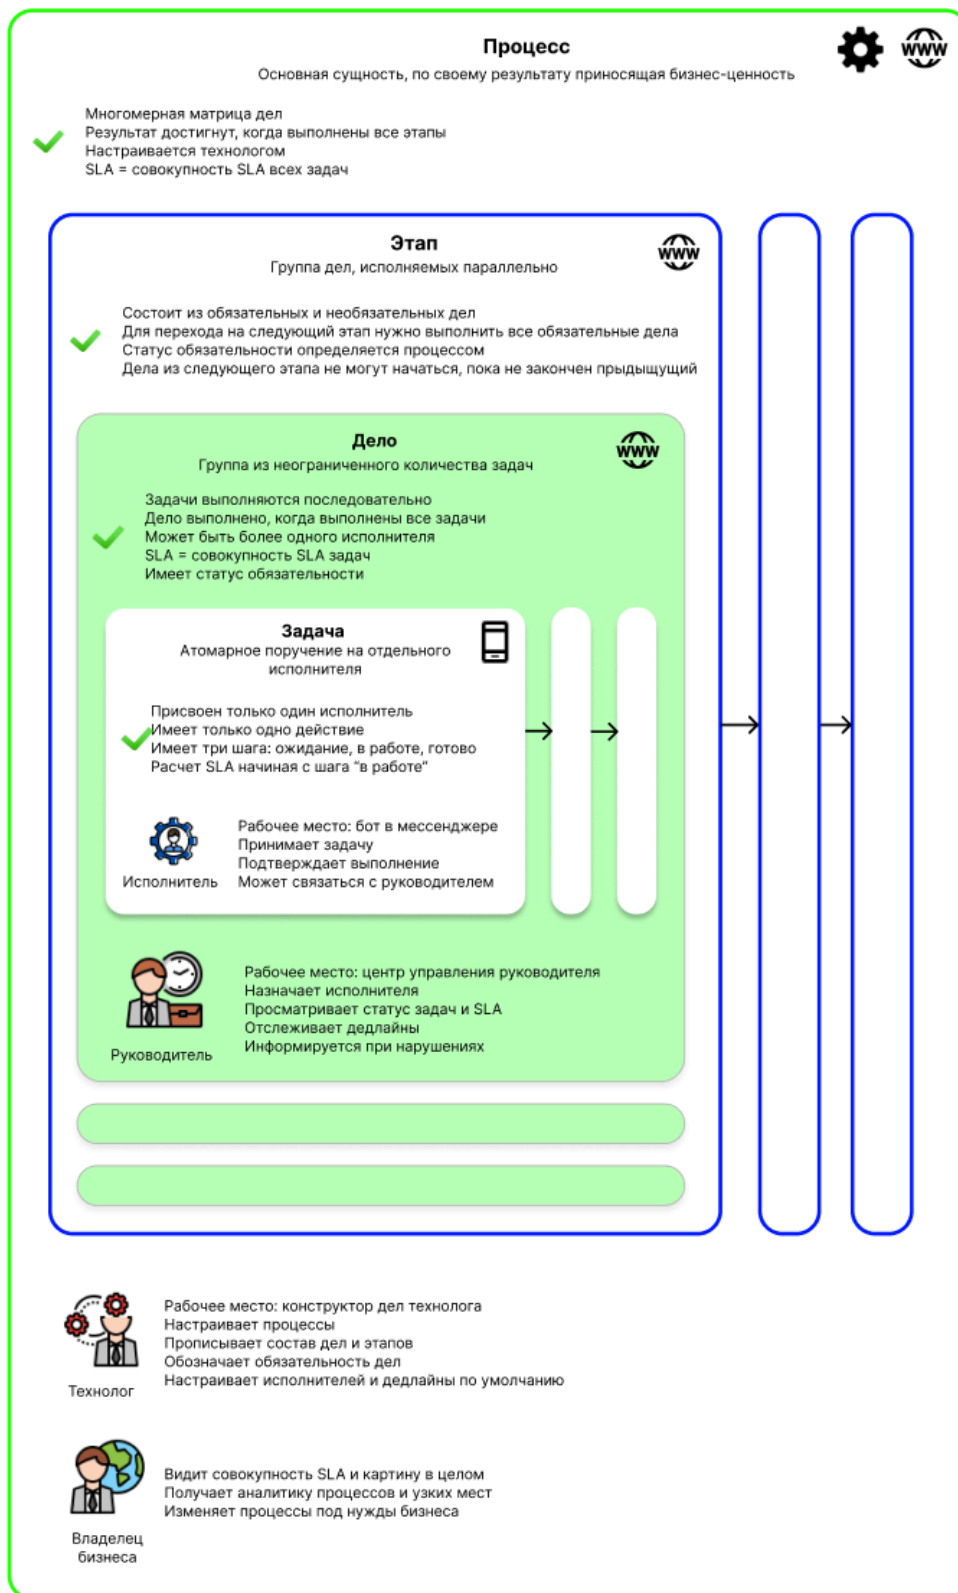 Процесс
WWW
Основная сущность, по своему результату приносящая бизнес-ценность
Многомерная матрица дел
Результат достигнут, когда выполнены все этапы
Настраивается технологом
SLA = совокупность SLA всех задач
Этап
WWW
Группа дел, исполняемых параллельно
Состоит из обязательных и необязательных дел
Для перехода на следующий этап нужно выполнить все обязательные дела
Статус обязательности определяется процессом
Дела из следующего этапа не могут начаться, пока не закончен прыдыщущий
Дело
WWW
Группа из неограниченного количества задач
Задачи выполняются последовательно
Дело выполнено, когда выполнены все задачи
Может быть более одного исполнителя
SLA = совокупность SLA задач
Имеет статус обязательности
Задача
Атомарное поручение на отдельного
исполнителя
Присвоен только один исполнитель
Имеет только одно действие
Имеет три шага: ожидание, в работе, готово
Расчет SLA начиная с шага “в работе”
Рабочее место: бот в мессенджере
Принимает задачу
Подтверждает выполнение
Может связаться с руководителем
Исполнитель
Рабочее место: центр управления руководителя
Назначает исполнителя
Просматривает статус задач и SLA
Отслеживает дедлайны
Информируется при нарушениях
Руководитель
Рабочее место: конструктор дел технолога
Настраивает процессы
Прописывает состав дел и этапов
Обозначает обязательность дел
Настраивает исполнителей и дедлайны по умолчанию
Технолог
Видит совокупность SLA и картину в целом
Получает аналитику процессов и узких мест
Изменяет процессы под нужды бизнеса
Владелец
бизнеса